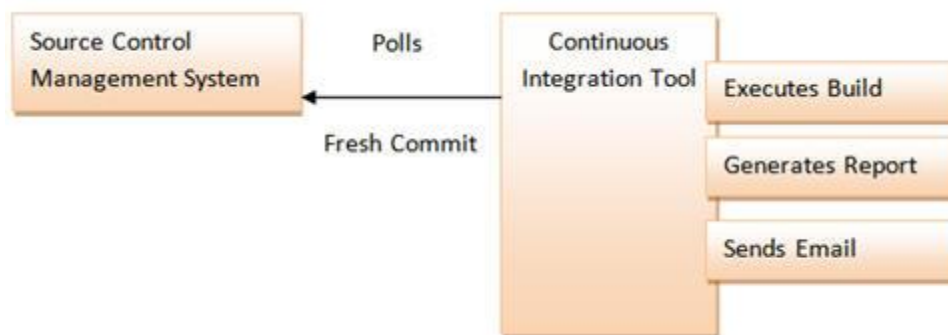 Source Control
Management System
Polls
Fresh Commit
Continuous
Integration Tool
Executes Build
Generates Report
Sends Email